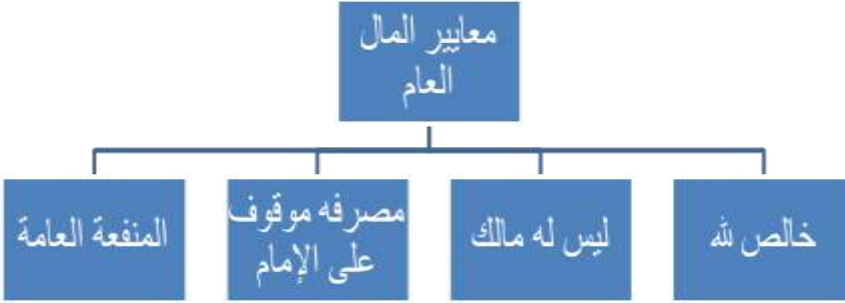 معايير المال
العام
خالص لله
ليس له مالك
مصرفه موقوف
على الإمام
المنفعة العامة